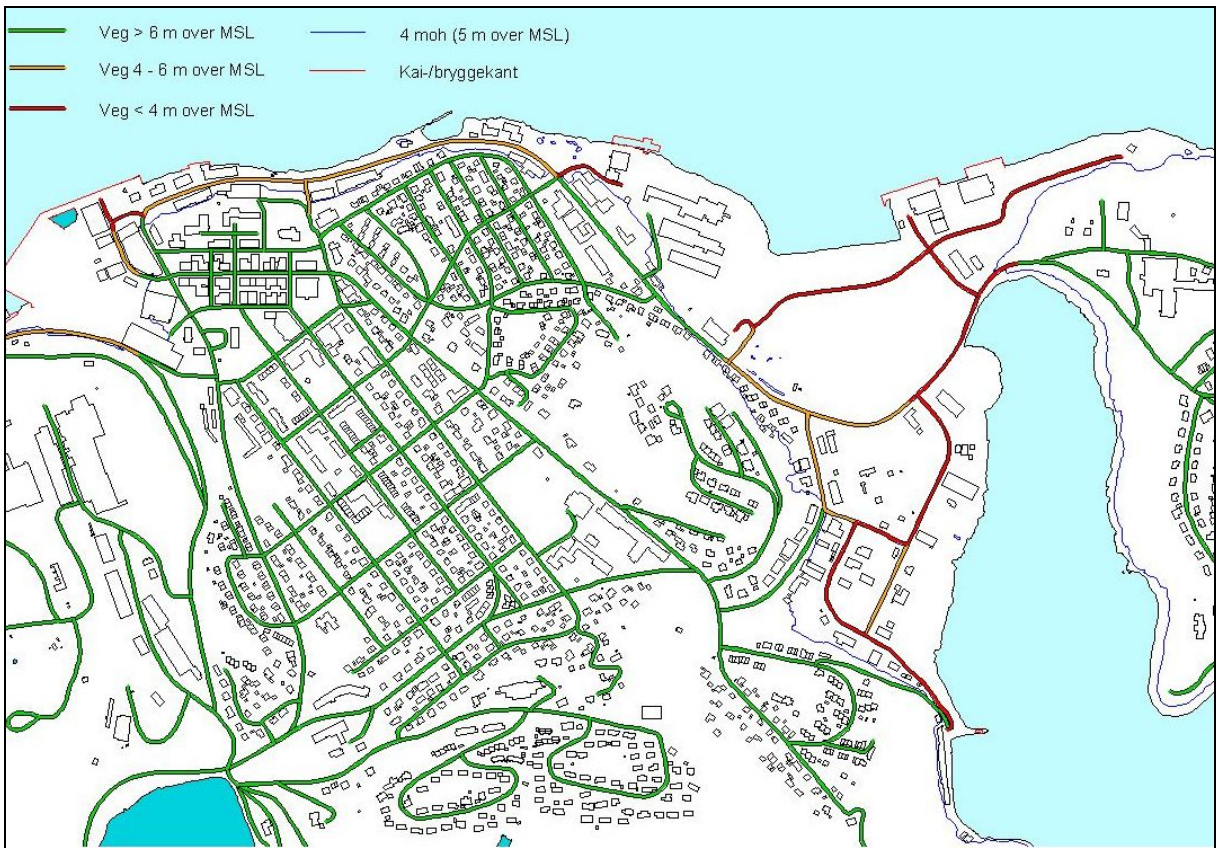 Veg > 6 m over MSL
4 moh (5 m over MSL)
Veg 4 - 6 m over MSL
Kai-/bryggekant
Veg < 4 m over MSL